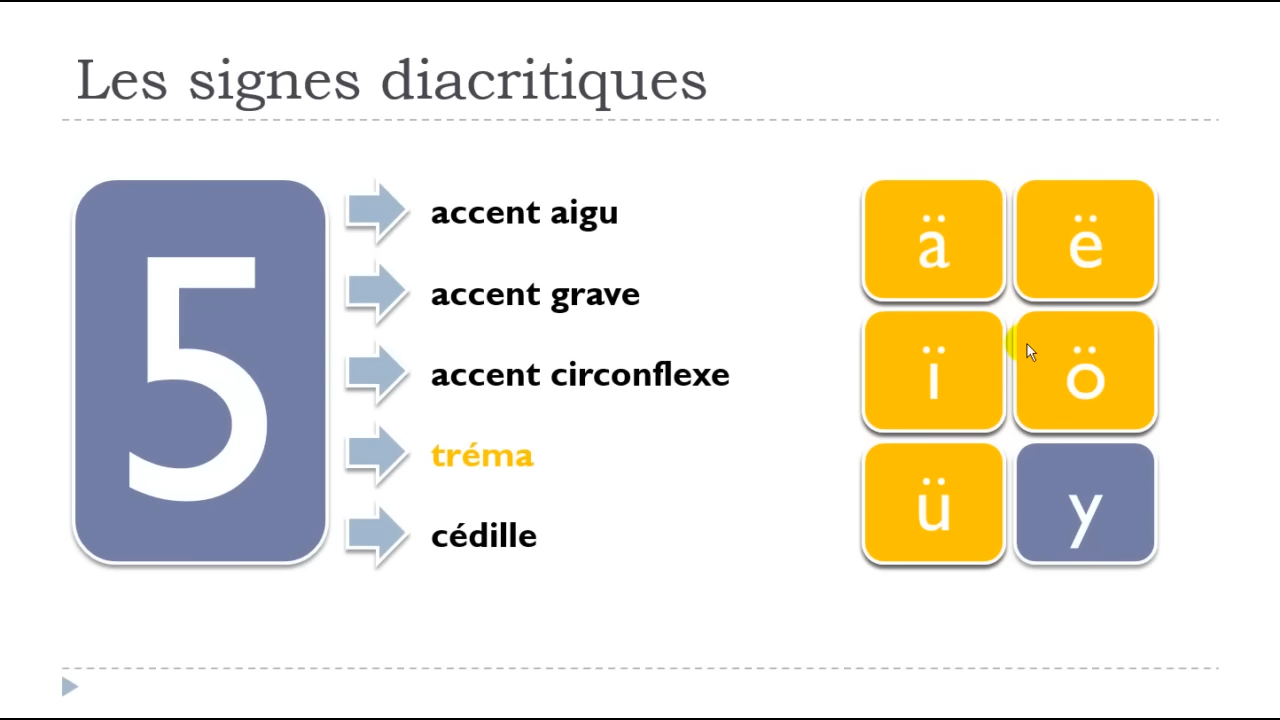 Les signes diacritiques
5
accent aigu
accent grave
accent circonflexe
tréma
cédille
ä ë
ï ö
ü y